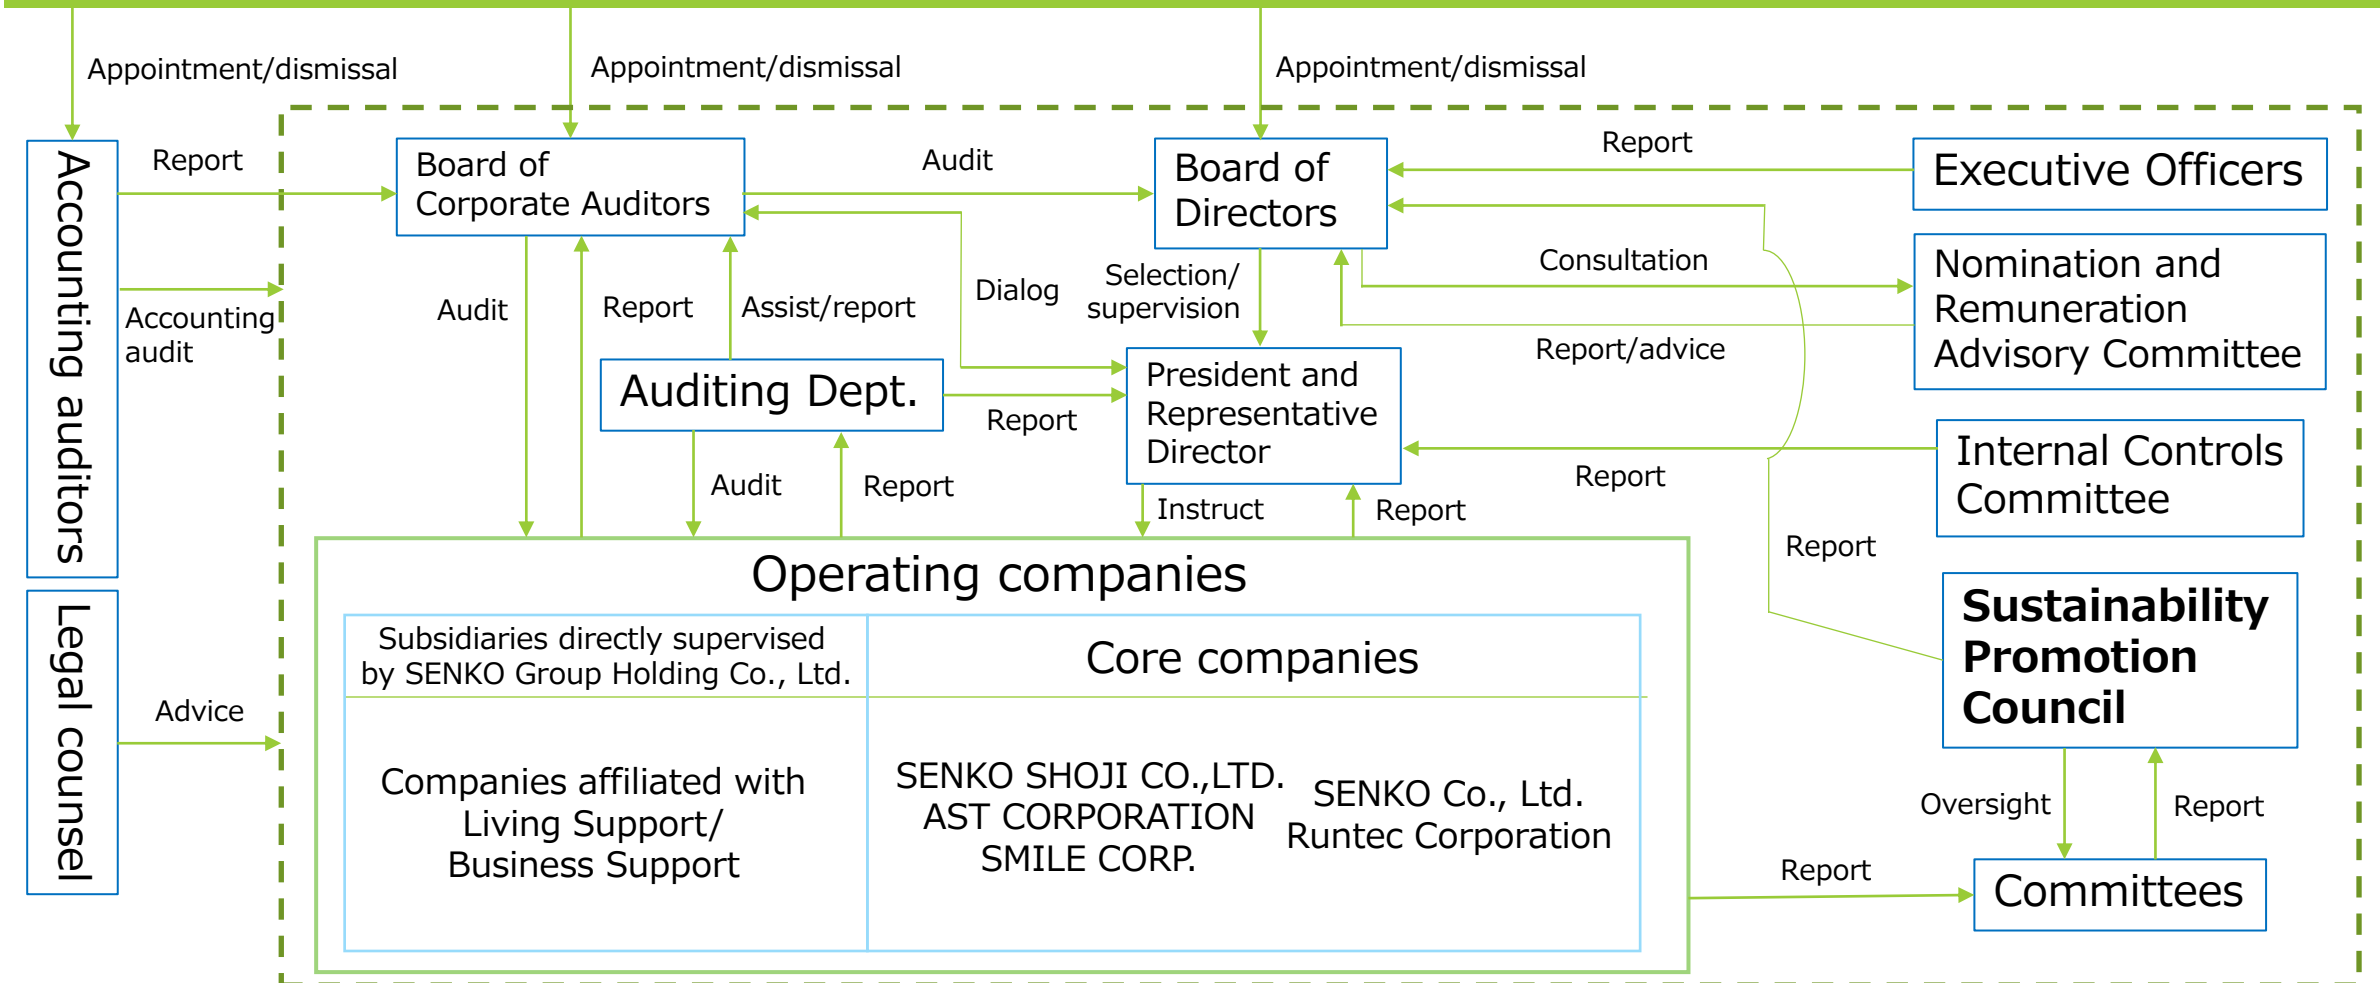 Appointment/dismissal
Appointment/dismissal
Appointment/dismissal
Accounting auditors
Report
Accounting
audit
Legal counsel
Advice
Board of
Corporate Auditors
Audit
Board of
Directors
Report
Executive Officers
Consultation
Nomination and
Remuneration
Advisory Committee
Report/advice
Selection/
supervision
Dialog
Audit
Report
Assist/report
Auditing Dept.
Report
President and
Representative
Director
Report
Internal Controls
Committee
Audit
Report
Instruct
Report
Report
Sustainability
Promotion
Council
Oversight
Report
Report
Committees
Operating companies
Subsidiaries directly supervised
by SENKO Group Holding Co., Ltd.
Core companies
Companies affiliated with
Living Support/
Business Support
SENKO SHOJI CO.,LTD.
AST CORPORATION
SMILE CORP.
SENKO Co., Ltd.
Runtec Corporation